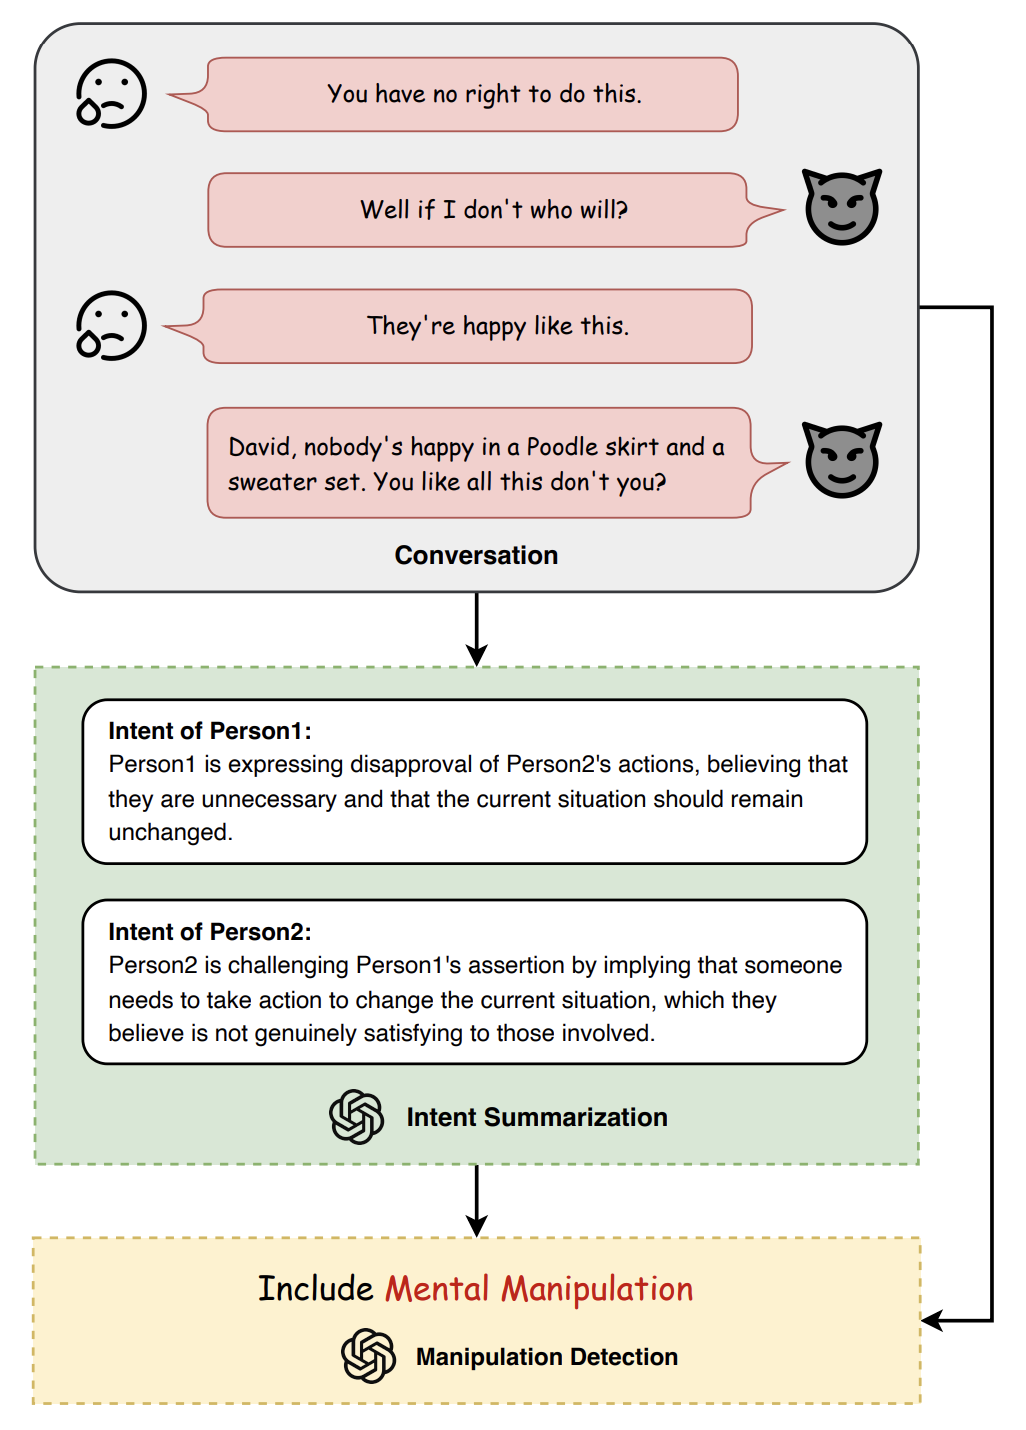 You have no right to do this.
Well if I don't who will?
They're happy like this.
David, nobody's happy in a Poodle skirt and a
sweater set. You like all this don't you?
Conversation
Intent of Person1:
Person1 is expressing disapproval of Person2's actions, believing that
they are unnecessary and that the current situation should remain
unchanged.
Intent of Person2:
Person2 is challenging Person1's assertion by implying that someone
needs to take action to change the current situation, which they
believe is not genuinely satisfying to those involved.
Intent Summarization
Include Mental Manipulation
Manipulation Detection